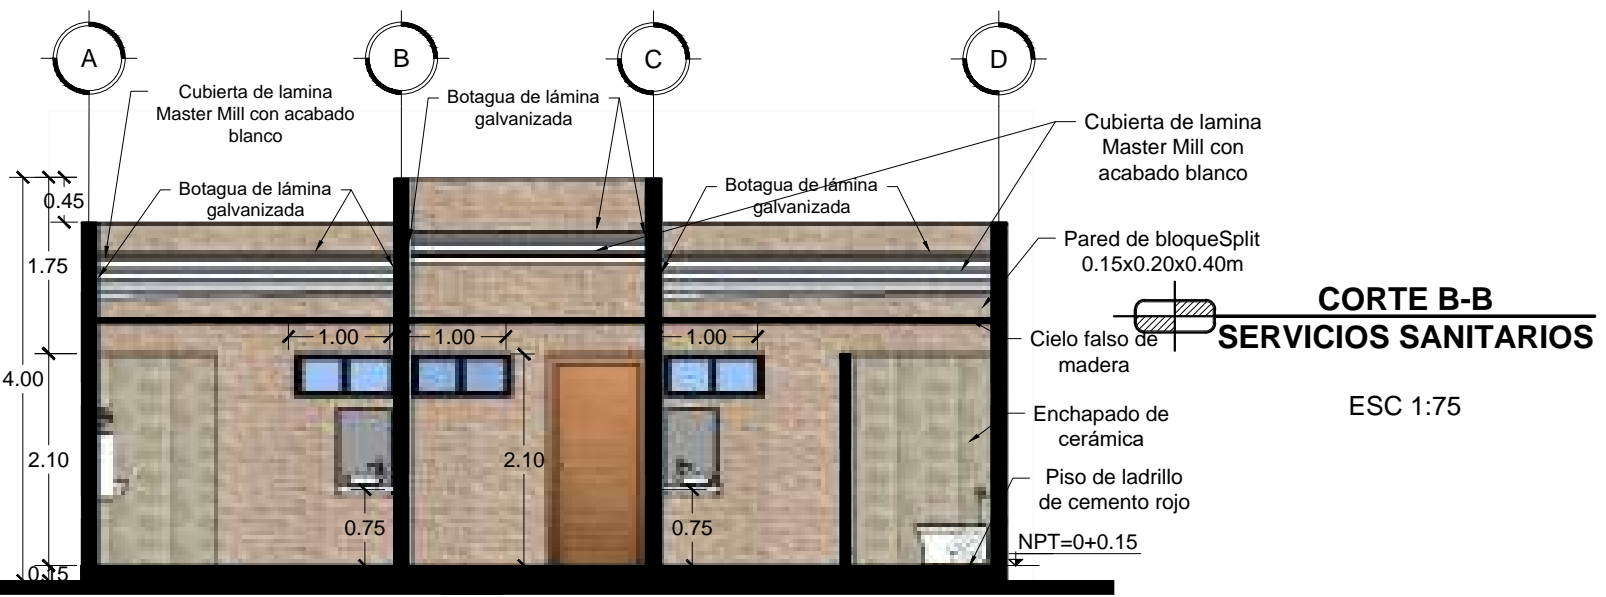 A
B
C
D
Cubierta de lamina
Master Mill con acabado
blanco
Botagua de lámina
galvanizada
Cubierta de lamina
Master Mill con
acabado blanco
Botagua de lámina
galvanizada
Botagua de lámina
galvanizada
0.45
1.75
Pared de bloqueSplit
0.15x0.20x0.40m
CORTE B-B
SERVICIOS SANITARIOS
ESC 1:75
1.00
1.00
1.00
Cielo falso de
madera
4.00
2.10
2.10
Enchapado de
cerámica
Piso de ladrillo
de cemento rojo
0.75
0.75
NPT=0+0.15
0.15